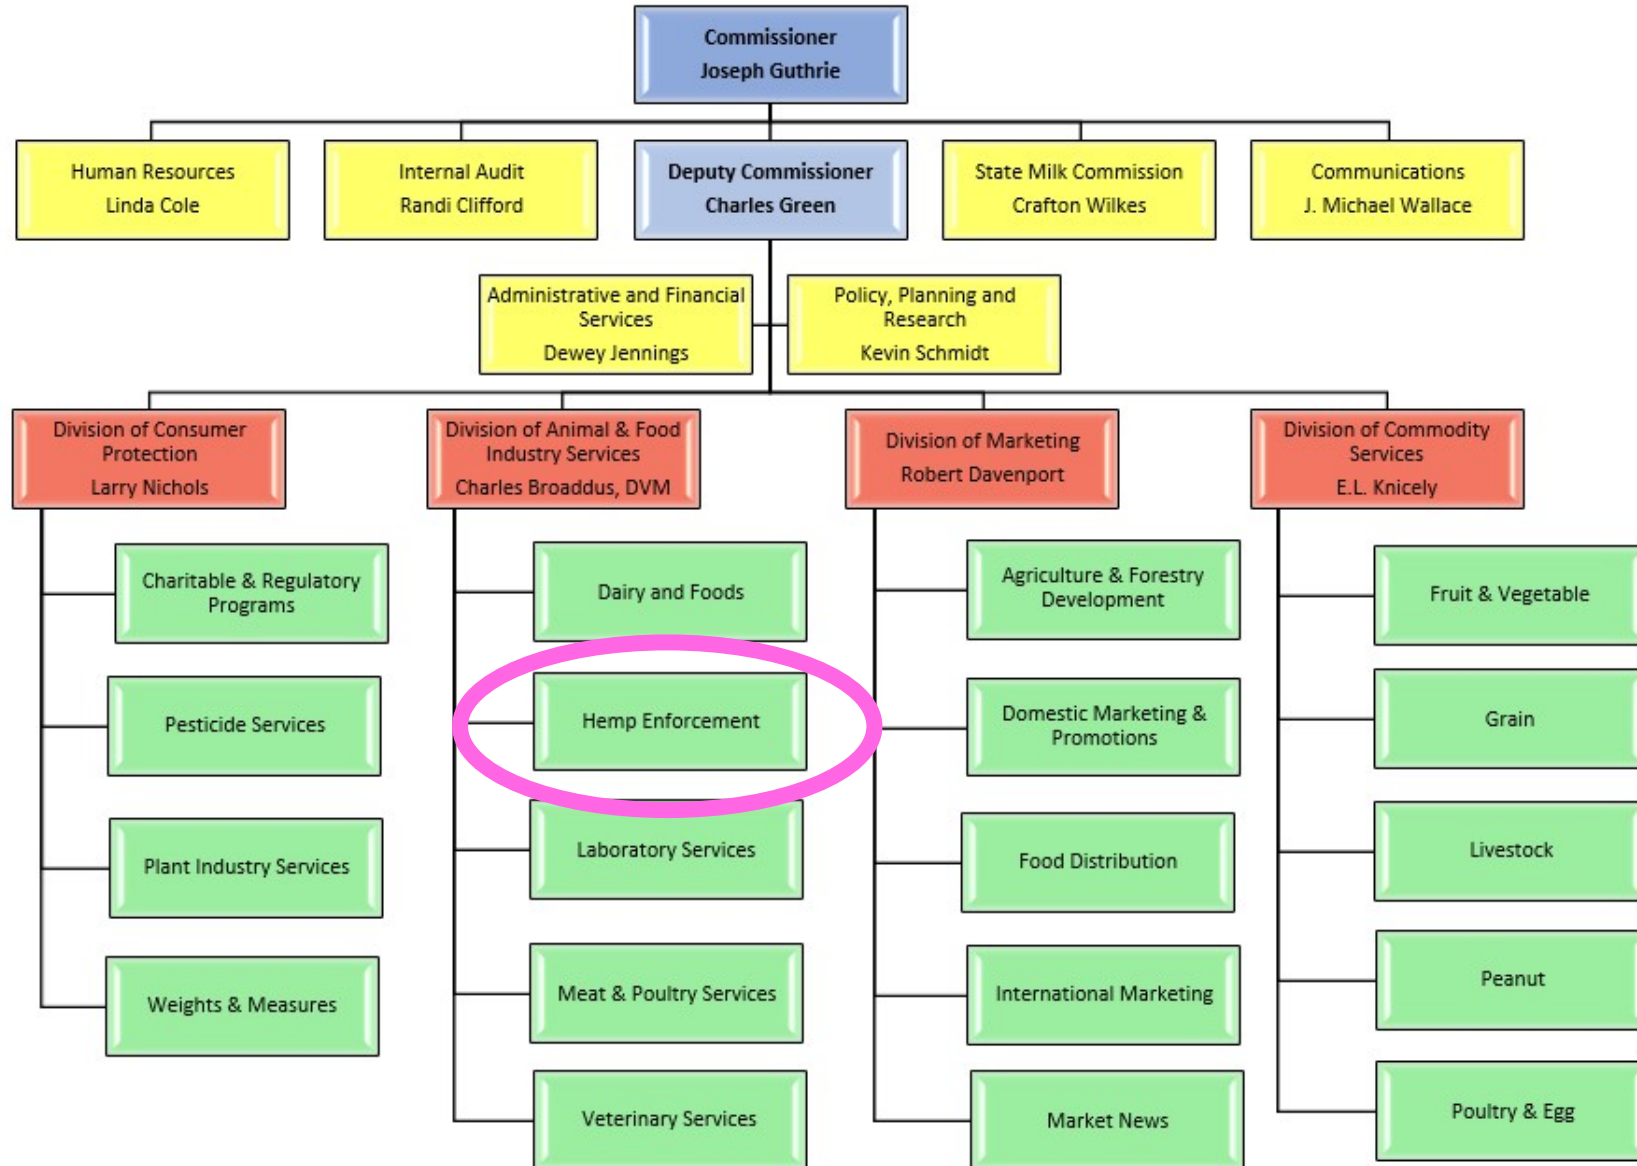 Commissioner
Joseph Guthrie
Human Resources
Linda Cole
Internal Audit
Randi Clifford
Deputy Commissioner
Charles Green
State Milk Commission
Crafton Wilkes
Communications
J. Michael Wallace
Administrative and Financial
Services
Dewey Jennings
Policy, Planning and
Research
Kevin Schmidt
Division of Consumer
Protection
Larry Nichols
Division of Animal & Food
Industry Services
Charles Broaddus, DVM
Division of Marketing
Robert Davenport
Division of Commodity
Services
E.L. Knicely
Charitable & Regulatory
Programs
Pesticide Services
Plant Industry Services
Weights & Measures
Dairy and Foods
Hemp Enforcement
Laboratory Services
Meat & Poultry Services
Veterinary Services
Agriculture & Forestry
Development
Domestic Marketing &
Promotions
Food Distribution
International Marketing
Market News
Fruit & Vegetable
Grain
Livestock
Peanut
Poultry & Egg